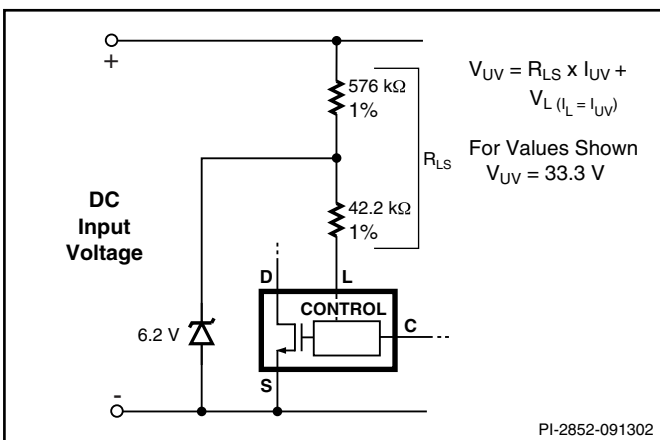 +
576 kΩ
1%
R_LS
V_UV = R_LS x I_UV +
V_L (I_L = I_UV)
For Values Shown
V_UV = 33.3 V
DC
Input
Voltage
42.2 kΩ
1%
D
L
CONTROL
C
6.2 V
S
-
PI-2852-091302